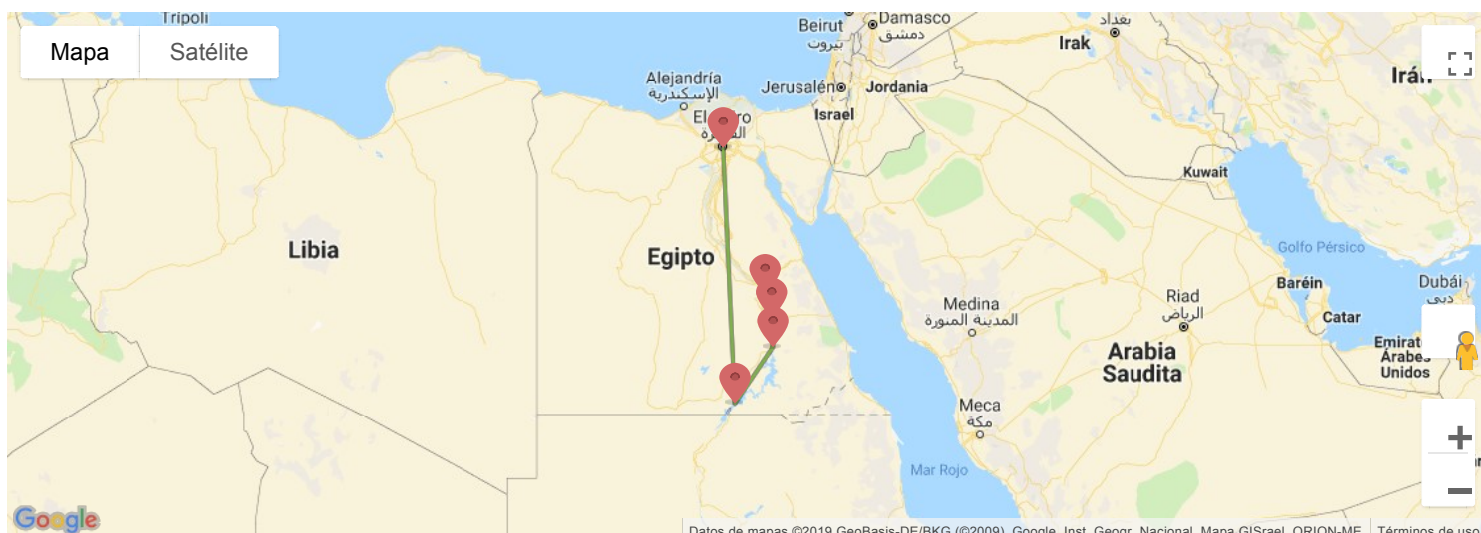 Trípoli
Mapa
Satélite
Beirut
بيروت
Damasco
دمشق
بغداد
Irak
Irán
Alejandría
الإسكندرية
Jerusalén
Jordania
Israel
Kuwait
Libia
Egipto
Golfo Pérsico
Baréin
Dubái
دبي
Catar
Medina
المدينة المنورة
Riad
الرياض
Arabia
Saudita
Árabes
Unidos
Meca
مكة
Mar Rojo
Google
Datos de mapas ©2019 GeoBasis-DE/BKG (©2009), Google, Inst. Geogr. Nacional, Mapa GISrael, ORION-ME
Términos de uso